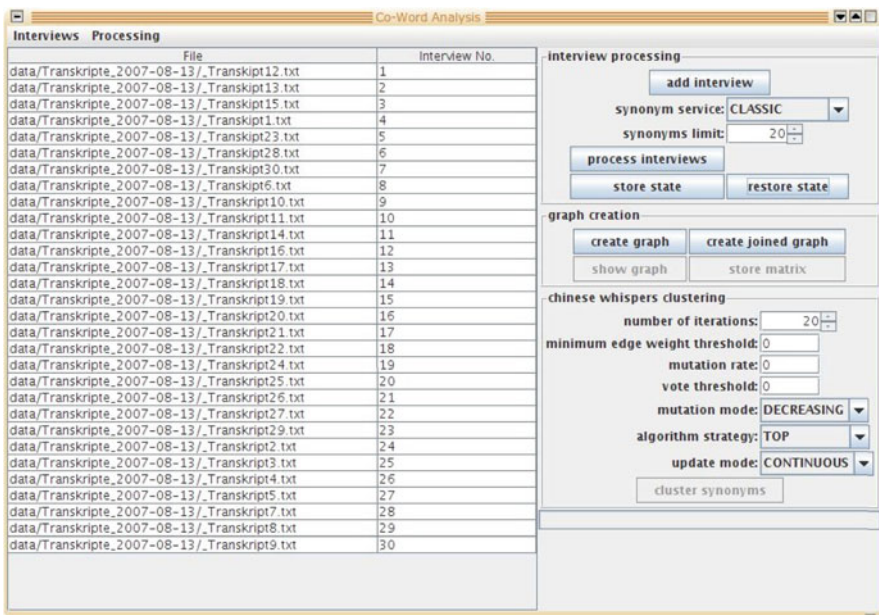 Co-Word Analysis
Interviews Processing
File Interview No.
data/Transkripte_2007-08-13/_Transkipt12.txt 1
data/Transkripte_2007-08-13/_Transkipt13.txt 2
data/Transkripte_2007-08-13/_Transkipt15.txt 3
data/Transkripte_2007-08-13/_Transkipt1.txt 4
data/Transkripte_2007-08-13/_Transkipt23.txt 5
data/Transkripte_2007-08-13/_Transkipt28.txt 6
data/Transkripte_2007-08-13/_Transkipt30.txt 7
data/Transkripte_2007-08-13/_Transkipt6.txt 8
data/Transkripte_2007-08-13/_Transkript10.txt 9
data/Transkripte_2007-08-13/_Transkript11.txt 10
data/Transkripte_2007-08-13/_Transkript14.txt 11
data/Transkripte_2007-08-13/_Transkript16.txt 12
data/Transkripte_2007-08-13/_Transkript17.txt 13
data/Transkripte_2007-08-13/_Transkript18.txt 14
data/Transkripte_2007-08-13/_Transkript19.txt 15
data/Transkripte_2007-08-13/_Transkript20.txt 16
data/Transkripte_2007-08-13/_Transkript21.txt 17
data/Transkripte_2007-08-13/_Transkript22.txt 18
data/Transkripte_2007-08-13/_Transkript24.txt 19
data/Transkripte_2007-08-13/_Transkript25.txt 20
data/Transkripte_2007-08-13/_Transkript26.txt 21
data/Transkripte_2007-08-13/_Transkript27.txt 22
data/Transkripte_2007-08-13/_Transkript29.txt 23
data/Transkripte_2007-08-13/_Transkript2.txt 24
data/Transkripte_2007-08-13/_Transkript3.txt 25
data/Transkripte_2007-08-13/_Transkript4.txt 26
data/Transkripte_2007-08-13/_Transkript5.txt 27
data/Transkripte_2007-08-13/_Transkript7.txt 28
data/Transkripte_2007-08-13/_Transkript8.txt 29
data/Transkripte_2007-08-13/_Transkript9.txt 30
interview processing
add interview
synonym service: CLASSIC
synonyms limit: 20
process interviews
store state restore state
graph creation
create graph create joined graph
show graph store matrix
chinese whispers clustering
number of iterations: 20
minimum edge weight threshold: 0
mutation rate: 0
vote threshold: 0
mutation mode: DECREASING
algorithm strategy: TOP
update mode: CONTINUOUS
cluster synonyms